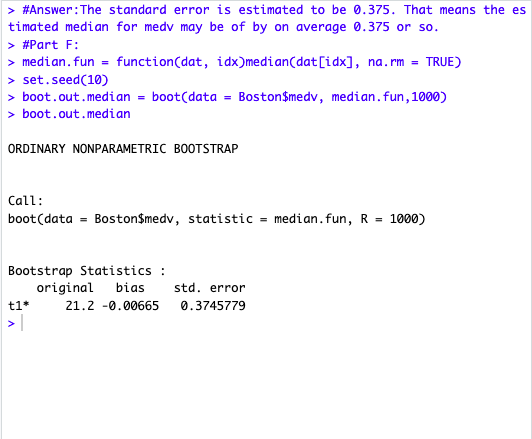 > #Answer:The standard error is estimated to be 0.375. That means the es
timated median for medv may be of by on average 0.375 or so.
> #Part F:
> median.fun = function(dat, idx)median(dat[idx], na.rm = TRUE)
> set.seed(10)
> boot.out.median = boot(data = Boston$medv, median.fun,1000)
> boot.out.median
ORDINARY NONPARAMETRIC BOOTSTRAP
Call:
boot(data = Boston$medv, statistic = median.fun, R = 1000)
Bootstrap Statistics :
    original   bias    std. error
t1*     21.2 -0.00665   0.3745779
>